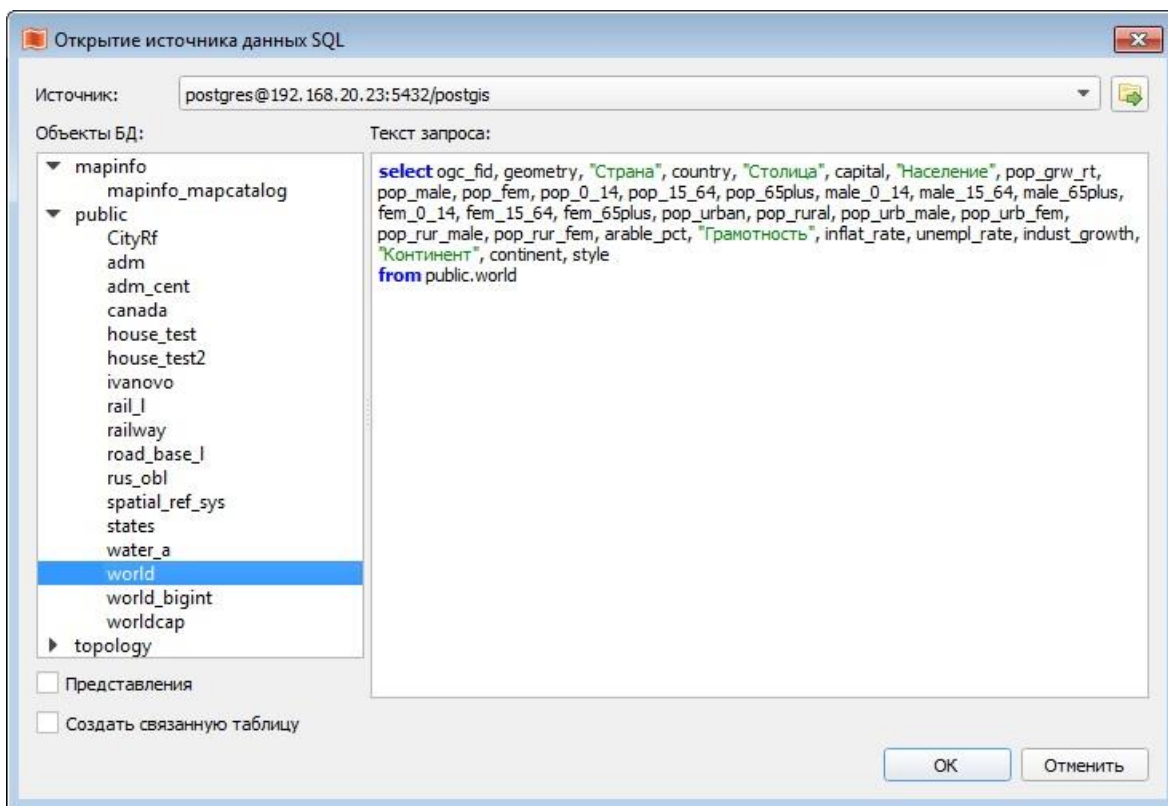 Открытие источника данных SQL
Источник:
postgres@192.168.20.23:5432/postgis
Объекты БД:
mapinfo
mapinfo_mapcatalog
public
CityRf
adm
adm_cent
canada
house_test
house_test2
ivanovo
rail_l
railway
road_base_l
rus_obl
spatial_ref_sys
states
water_a
world
world_bigint
worldcap
topology
Представления
Создать связанную таблицу
Текст запроса:
select ogc_fid, geometry, "Страна", country, "Столица", capital, "Население", pop_grw_rt,
pop_male, pop_fem, pop_0_14, pop_15_64, pop_65plus, male_0_14, male_15_64, male_65plus,
fem_0_14, fem_15_64, fem_65plus, pop_urban, pop_rural, pop_urb_male, pop_urb_fem,
pop_rur_male, pop_rur_fem, arable_pct, "Грамотность", inflat_rate, unempl_rate, indust_growth,
"Континент", continent, style
from public.world
OK
Отменить